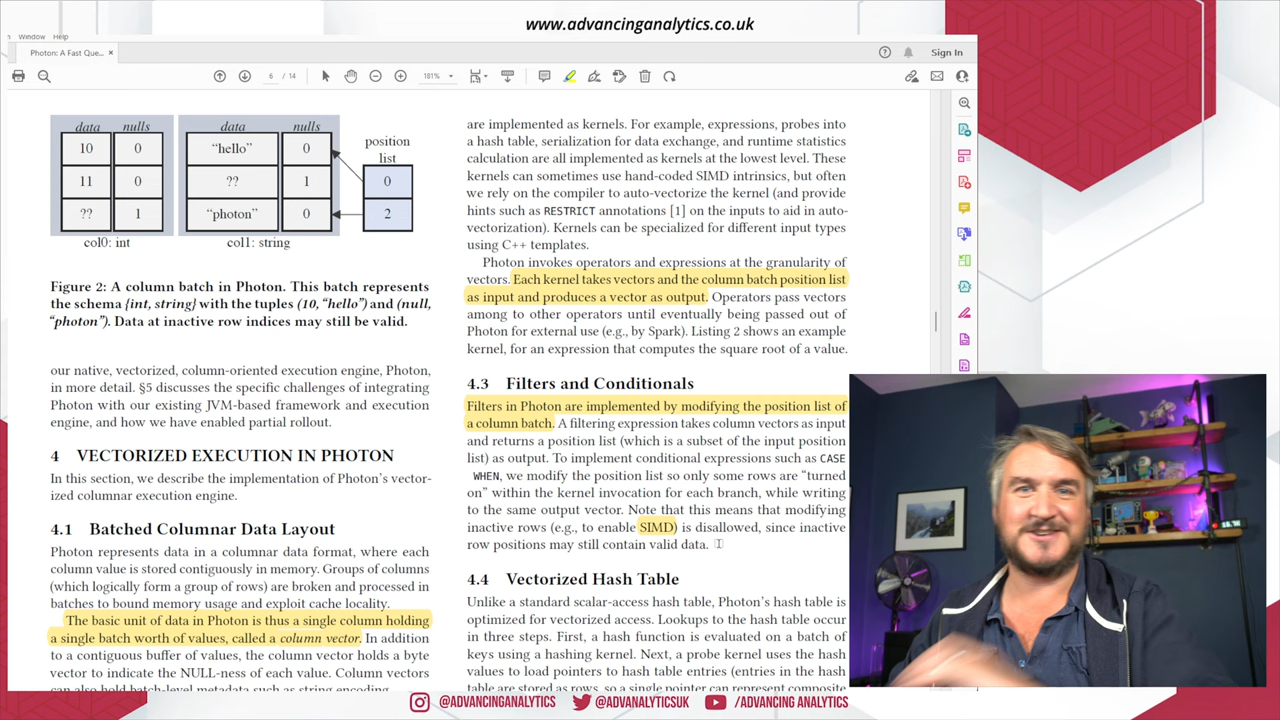 www.advancinganalytics.co.uk
Window Help
Photon: A Fast Que... ×
Sign In
6 / 14
181%
data nulls data nulls
position
list
10 0 "hello" 0
11 0 ?? 1 0
?? 1 "photon" 0 2
col0: int col1: string
Figure 2: A column batch in Photon. This batch represents
the schema {int, string} with the tuples (10, "hello") and (null,
"photon"). Data at inactive row indices may still be valid.
our native, vectorized, column-oriented execution engine, Photon,
in more detail. §5 discusses the specific challenges of integrating
Photon with our existing JVM-based framework and execution
engine, and how we have enabled partial rollout.
4 VECTORIZED EXECUTION IN PHOTON
In this section, we describe the implementation of Photon's vector-
ized columnar execution engine.
4.1 Batched Columnar Data Layout
Photon represents data in a columnar data format, where each
column value is stored contiguously in memory. Groups of columns
(which logically form a group of rows) are broken and processed in
batches to bound memory usage and exploit cache locality.
The basic unit of data in Photon is thus a single column holding
a single batch worth of values, called a column vector. In addition
to a contiguous buffer of values, the column vector holds a byte
vector to indicate the NULL-ness of each value. Column vectors
can also hold batch-level metadata such as string encoding.
are implemented as kernels. For example, expressions, probes into
a hash table, serialization for data exchange, and runtime statistics
calculation are all implemented as kernels at the lowest level. These
kernels can sometimes use hand-coded SIMD intrinsics, but often
we rely on the compiler to auto-vectorize the kernel (and provide
hints such as RESTRICT annotations [1] on the inputs to aid in auto-
vectorization). Kernels can be specialized for different input types
using C++ templates.
Photon invokes operators and expressions at the granularity of
vectors. Each kernel takes vectors and the column batch position list
as input and produces a vector as output. Operators pass vectors
among to other operators until eventually being passed out of
Photon for external use (e.g., by Spark). Listing 2 shows an example
kernel, for an expression that computes the square root of a value.
4.3 Filters and Conditionals
Filters in Photon are implemented by modifying the position list of
a column batch. A filtering expression takes column vectors as input
and returns a position list (which is a subset of the input position
list) as output. To implement conditional expressions such as CASE
WHEN, we modify the position list so only some rows are "turned
on" within the kernel invocation for each branch, while writing
to the same output vector. Note that this means that modifying
inactive rows (e.g., to enable SIMD) is disallowed, since inactive
row positions may still contain valid data.
4.4 Vectorized Hash Table
Unlike a standard scalar-access hash table, Photon's hash table is
optimized for vectorized access. Lookups to the hash table occur
in three steps. First, a hash function is evaluated on a batch of
keys using a hashing kernel. Next, a probe kernel uses the hash
values to load pointers to hash table entries (entries in the hash
table are stored as rows, so a single pointer can represent composite
@ADVANCINGANALYTICS @ADVANALYTICSUK /ADVANCING ANALYTICS